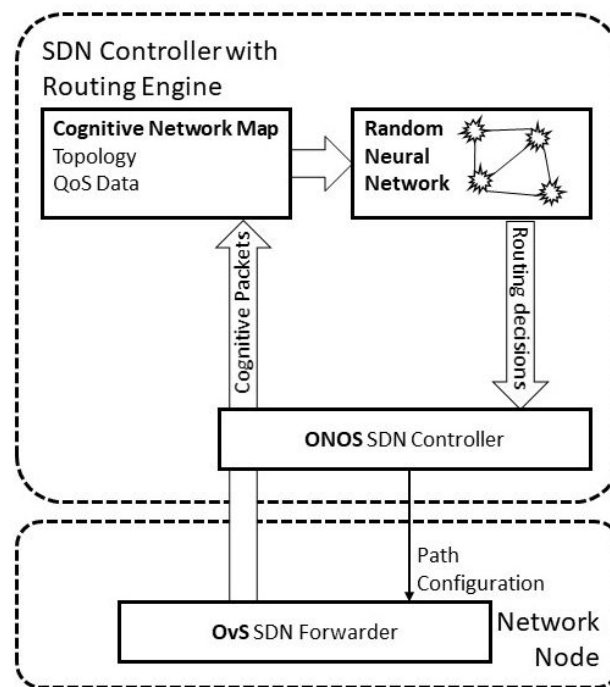 SDN Controller with
Routing Engine
Cognitive Network Map
Topology
QoS Data
Random
Neural
Network
Cognitive Packets
Routing decisions
ONOS SDN Controller
Path
Configuration
OvS SDN Forwarder
Network
Node